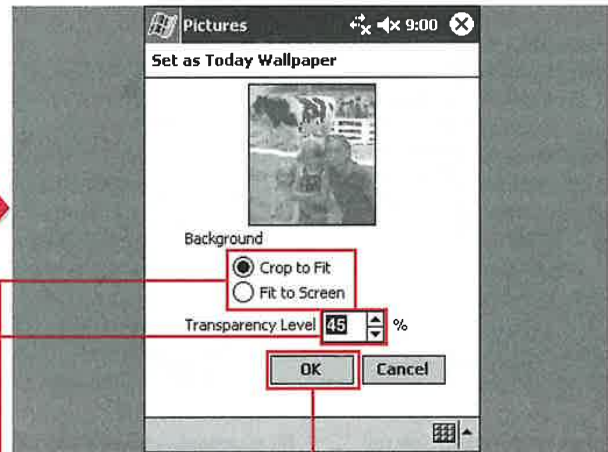 Pictures 9:00
Set as Today Wallpaper
Background
Crop to Fit
Fit to Screen
Transparency Level 45 %
OK Cancel